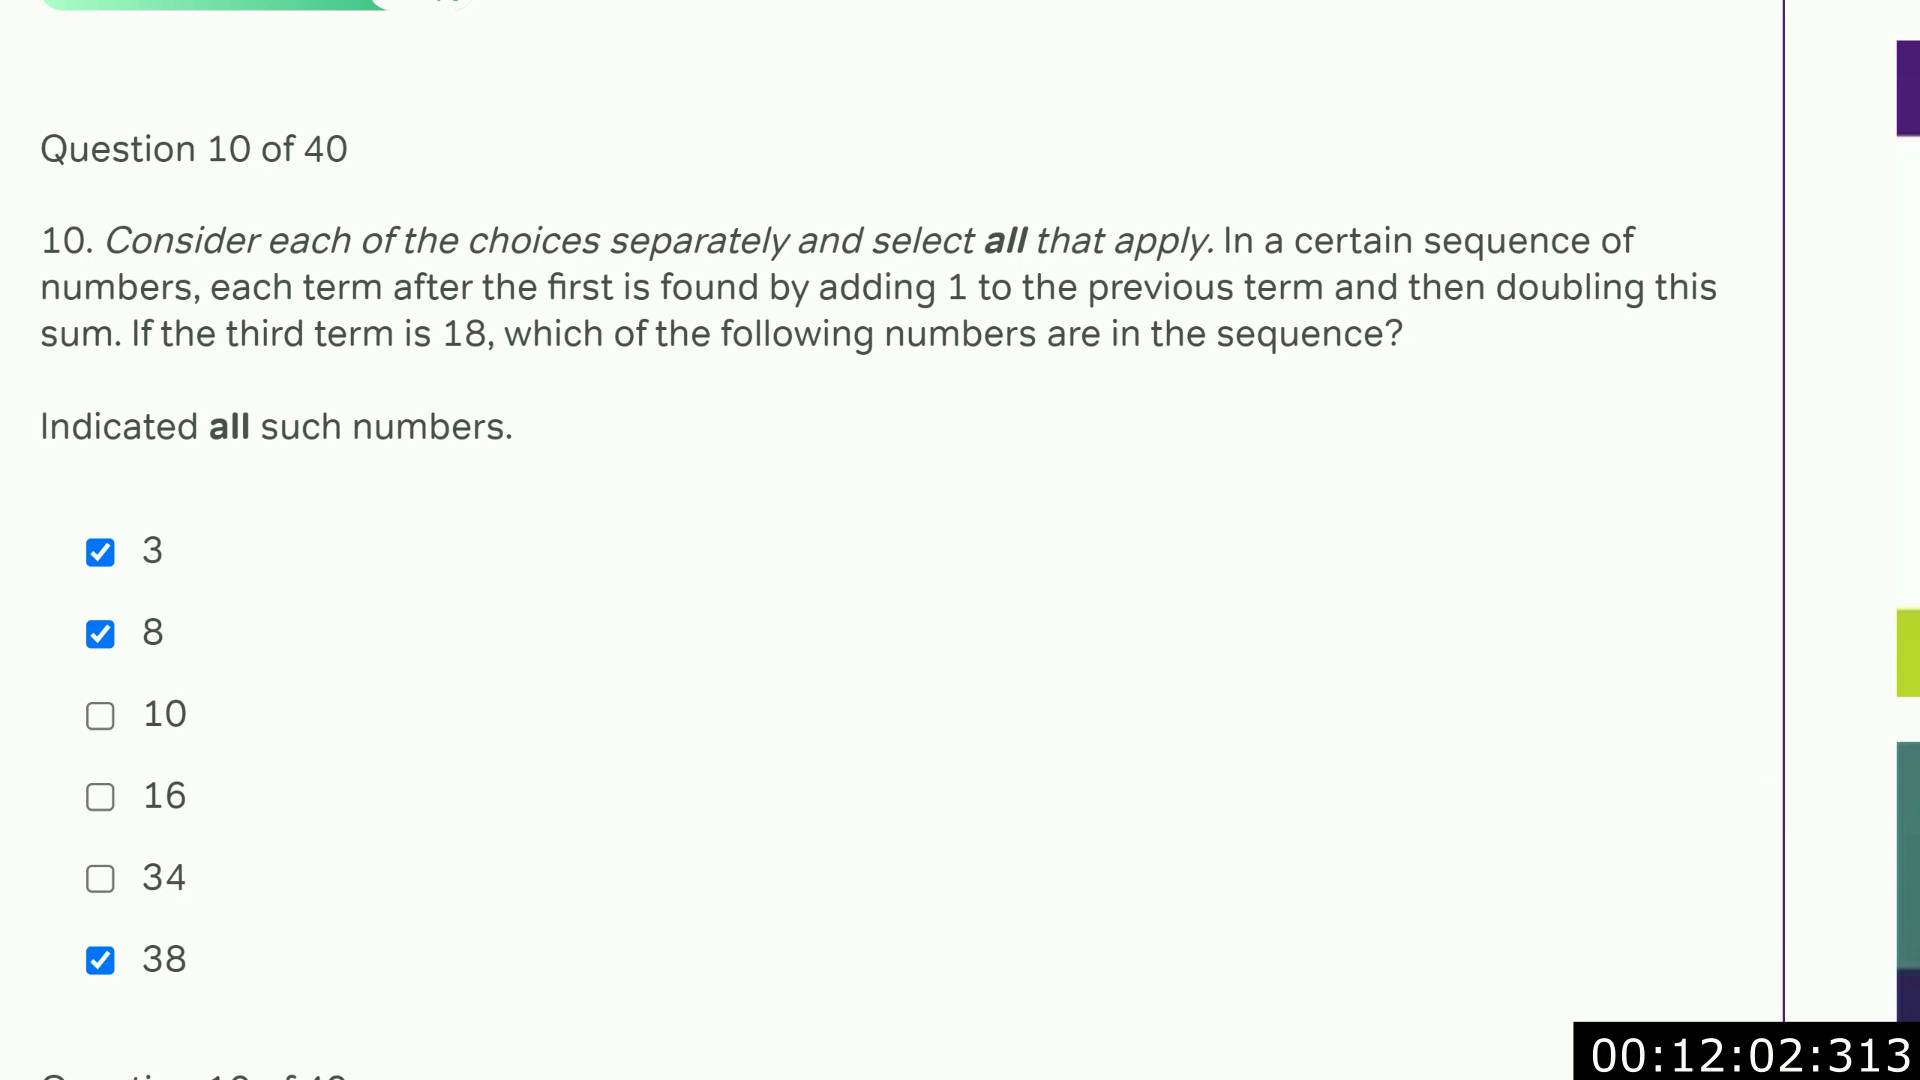 Question 10 of 40
10. Consider each of the choices separately and select all that apply. In a certain sequence of
numbers, each term after the first is found by adding 1 to the previous term and then doubling this
sum. If the third term is 18, which of the following numbers are in the sequence?
Indicated all such numbers.
3
8
10
16
34
38
00:12:02:313